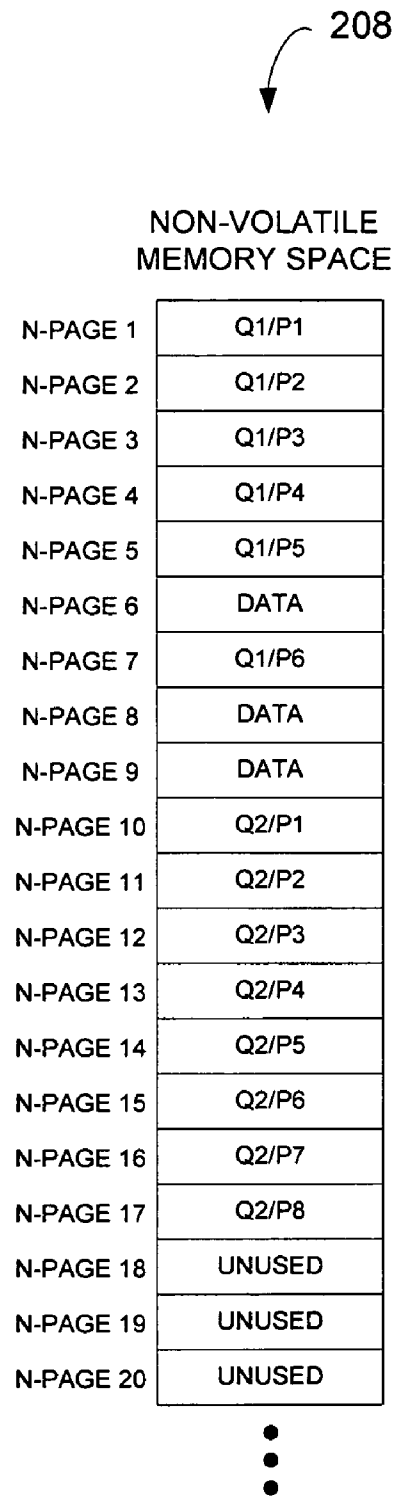 208
NON-VOLATILE
MEMORY SPACE
N-PAGE 1 Q1/P1
N-PAGE 2 Q1/P2
N-PAGE 3 Q1/P3
N-PAGE 4 Q1/P4
N-PAGE 5 Q1/P5
N-PAGE 6 DATA
N-PAGE 7 Q1/P6
N-PAGE 8 DATA
N-PAGE 9 DATA
N-PAGE 10 Q2/P1
N-PAGE 11 Q2/P2
N-PAGE 12 Q2/P3
N-PAGE 13 Q2/P4
N-PAGE 14 Q2/P5
N-PAGE 15 Q2/P6
N-PAGE 16 Q2/P7
N-PAGE 17 Q2/P8
N-PAGE 18 UNUSED
N-PAGE 19 UNUSED
N-PAGE 20 UNUSED